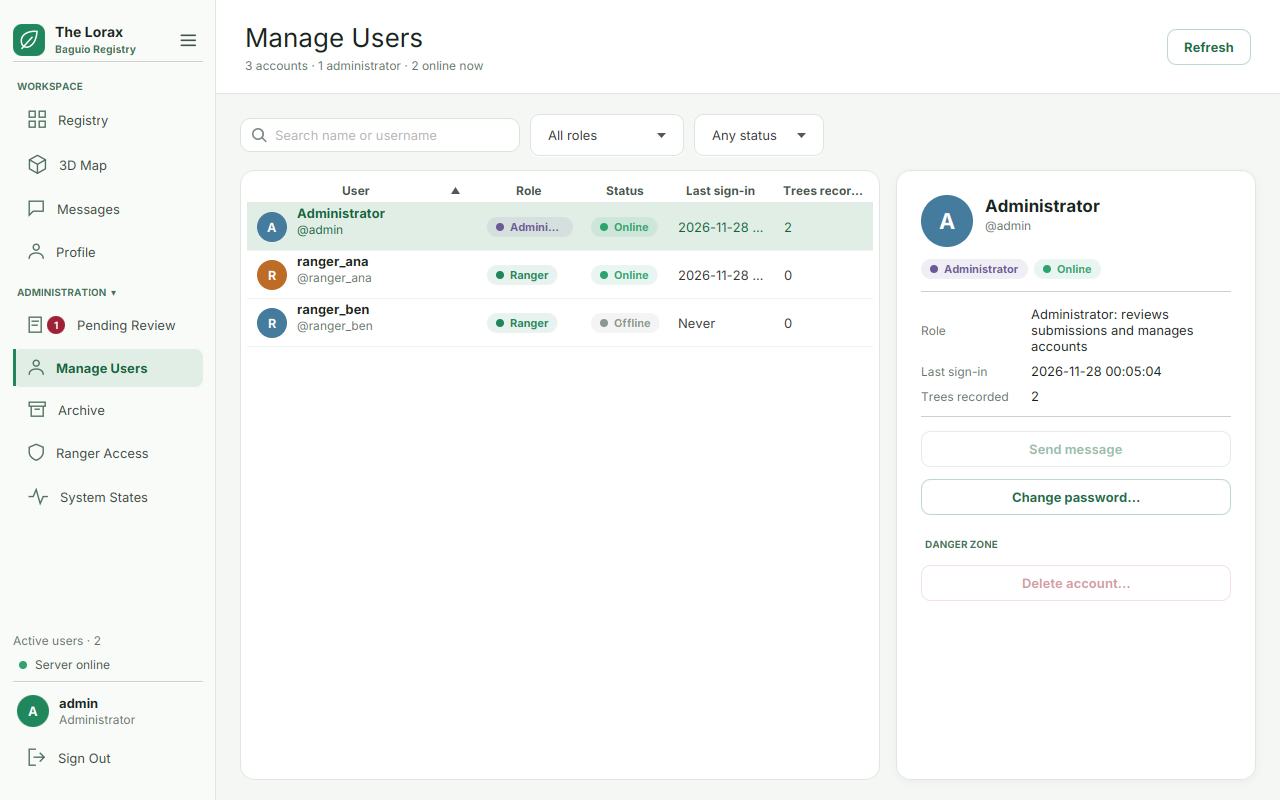 The Lorax
Baguio Registry
WORKSPACE
Registry
3D Map
Messages
Profile
ADMINISTRATION ▾
1
Pending Review
Manage Users
Archive
Ranger Access
System States
Active users · 2
Server online
A
admin
Administrator
Sign Out
Manage Users
3 accounts · 1 administrator · 2 online now
Refresh
Search name or username
All roles
Any status
User ▲ Role Status Last sign-in Trees recor...
A
Administrator
@admin
Admini... Online 2026-11-28 ... 2
R
ranger_ana
@ranger_ana
Ranger Online 2026-11-28 ... 0
R
ranger_ben
@ranger_ben
Ranger Offline Never 0
A
Administrator
@admin
Administrator Online
Role
Administrator: reviews
submissions and manages
accounts
Last sign-in 2026-11-28 00:05:04
Trees recorded 2
Send message
Change password...
DANGER ZONE
Delete account...